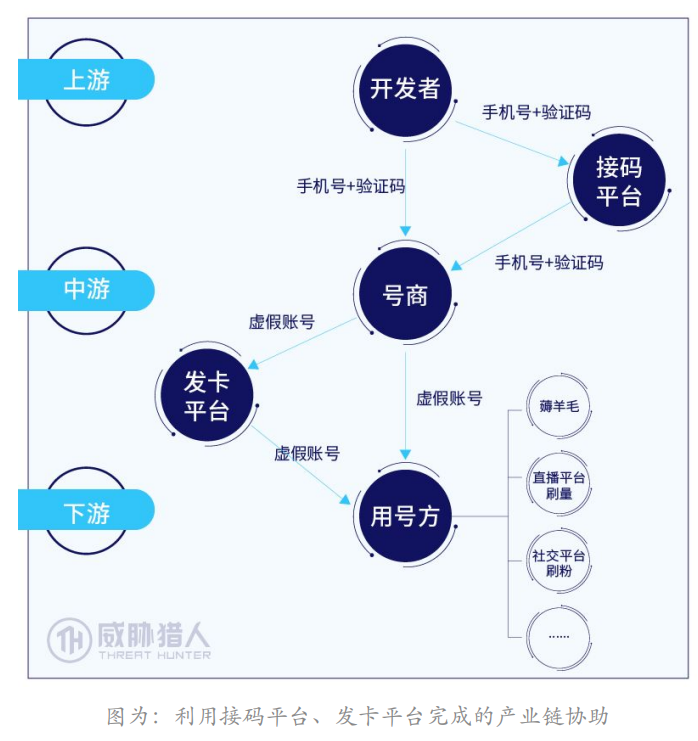 上游
开发者
手机号+验证码
接码
平台
手机号+验证码
手机号+验证码
中游
号商
虚假账号
发卡
平台
虚假账号
薅羊毛
虚假账号
直播平台
刷量
下游
用号方
社交平台
刷粉
......
TH
威胁猎人
THREAT HUNTER
图为：利用接码平台、发卡平台完成的产业链协助